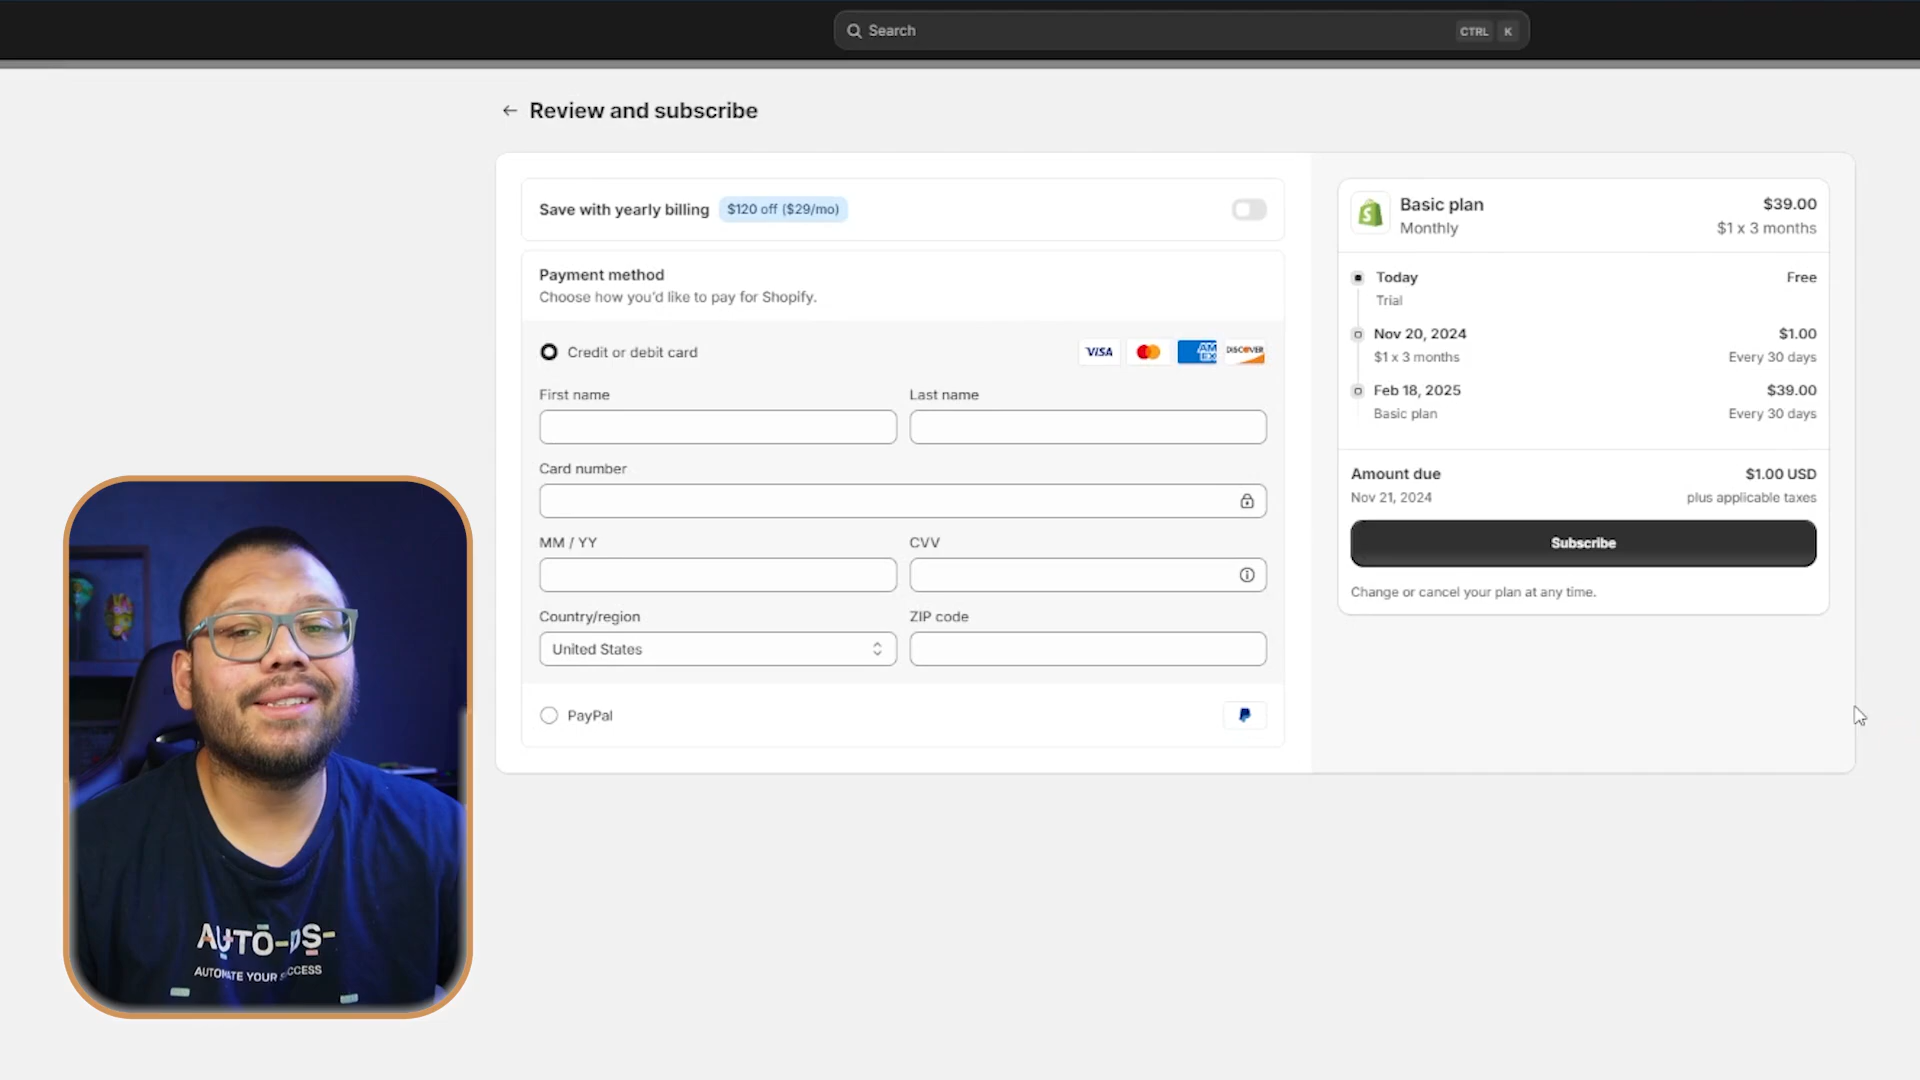 Search
CTRL K
Review and subscribe
Save with yearly billing $120 off ($29/mo)
Payment method
Choose how you'd like to pay for Shopify.
Credit or debit card
VISA
AMEX
DISCOVER
First name
Last name
Card number
MM / YY
CVV
Country/region
ZIP code
United States
PayPal
Basic plan $39.00
Monthly $1 x 3 months
Today Free
Trial
Nov 20, 2024 $1.00
$1 x 3 months Every 30 days
Feb 18, 2025 $39.00
Basic plan Every 30 days
Amount due $1.00 USD
Nov 21, 2024 plus applicable taxes
Subscribe
Change or cancel your plan at any time.
AUTO-DS-
AUTOMATE YOUR SUCCESS